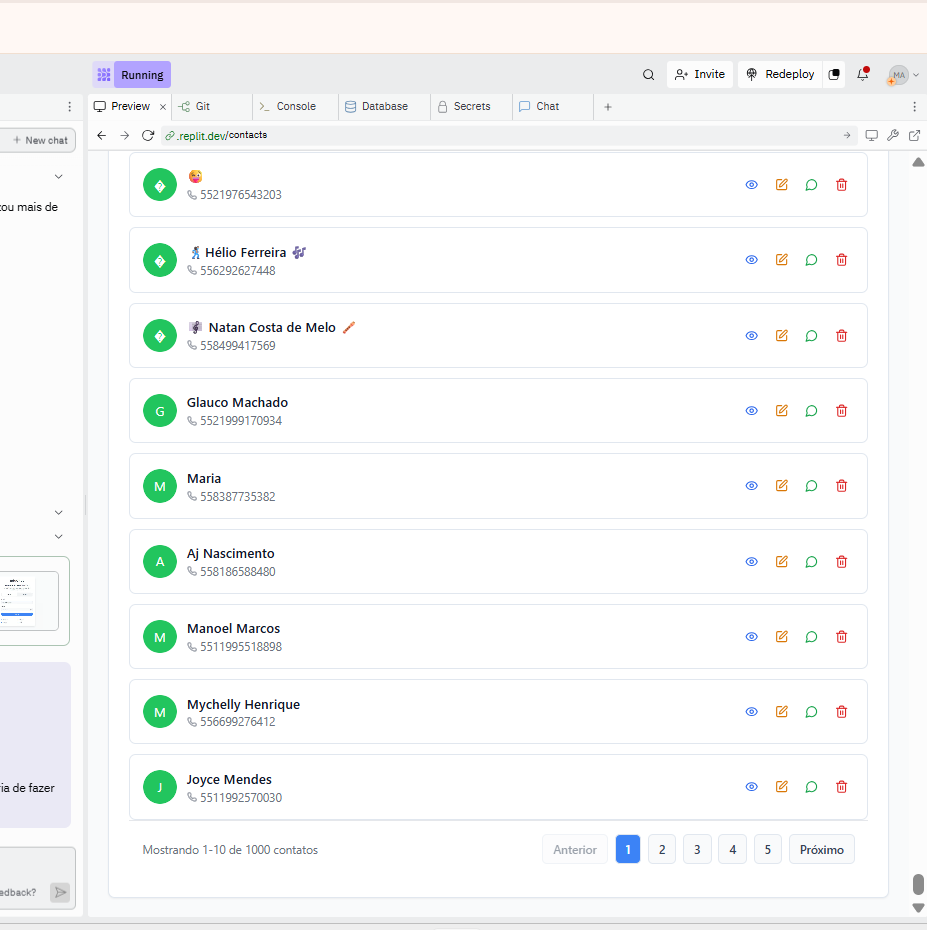 Running
Invite
Redeploy
MA
Preview
Git
Console
Database
Secrets
Chat
New chat
.replit.dev/contacts
ou mais de
5521976543203
Hélio Ferreira
556292627448
Natan Costa de Melo
558499417569
G
Glauco Machado
5521999170934
M
Maria
558387735382
A
Aj Nascimento
558186588480
M
Manoel Marcos
5511995518898
M
Mychelly Henrique
556699276412
ia de fazer
J
Joyce Mendes
5511992570030
Mostrando 1-10 de 1000 contatos
Anterior
1
2
3
4
5
Próximo
edback?